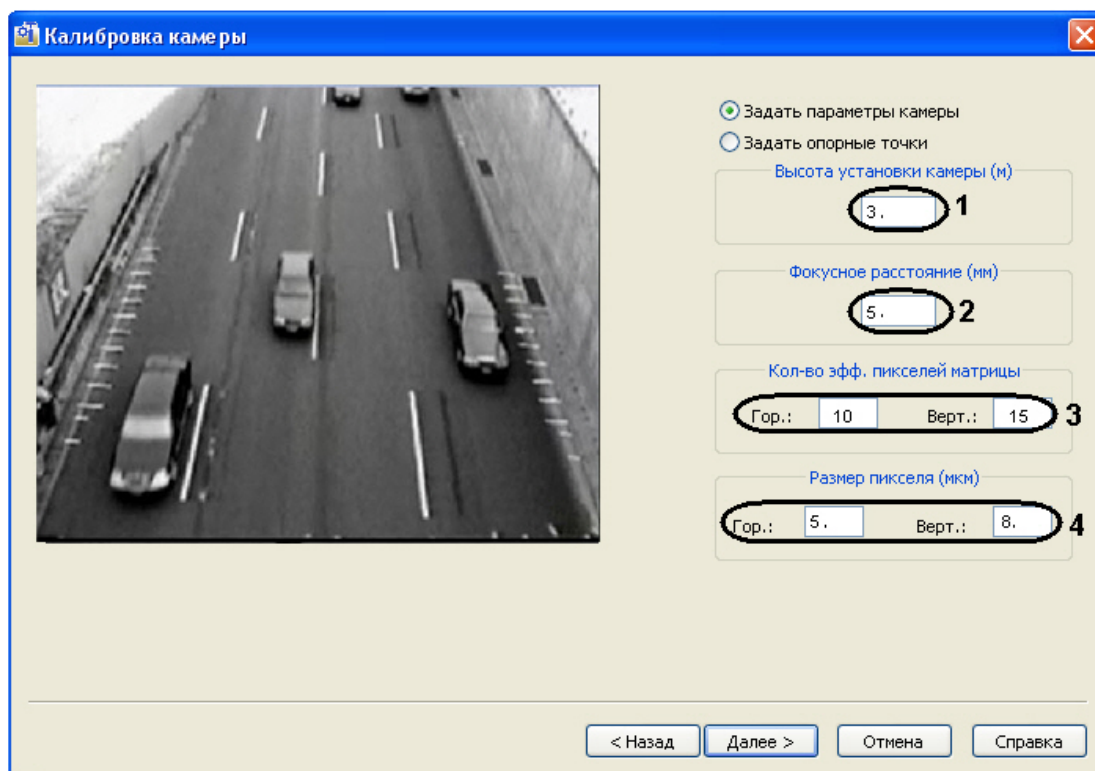 Калибровка камеры
Задать параметры камеры
Задать опорные точки
Высота установки камеры (м)
3. 1
Фокусное расстояние (мм)
5. 2
Кол-во эфф. пикселей матрицы
Гор.: 10 Верт.: 15 3
Размер пикселя (мкм)
Гор.: 5. Верт.: 8. 4
< Назад Далее > Отмена Справка